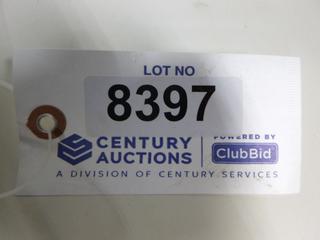 LOT NO
8397
CENTURY AUCTIONS
POWERED BY
ClubBid
A DIVISION OF CENTURY SERVICES